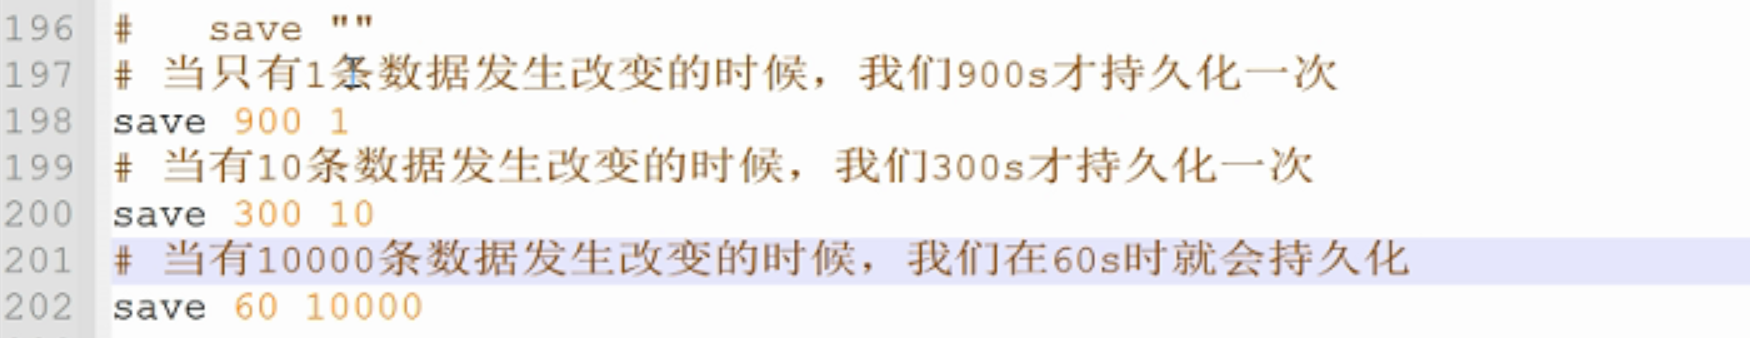 196 #   save ""
197 # 当只有1条数据发生改变的时候，我们900s才持久化一次
198 save 900 1
199 # 当有10条数据发生改变的时候，我们300s才持久化一次
200 save 300 10
201 # 当有10000条数据发生改变的时候，我们在60s时就会持久化
202 save 60 10000